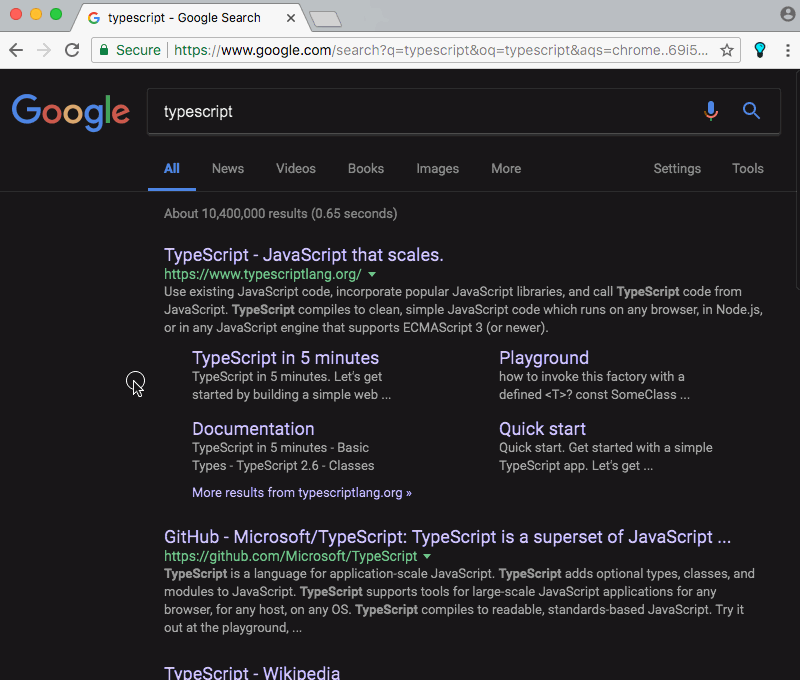 typescript - Google Search
Secure https://www.google.com/search?q=typescript&oq=typescript&aqs=chrome..69i5...
Google
typescript
All News Videos Books Images More Settings Tools
About 10,400,000 results (0.65 seconds)
TypeScript - JavaScript that scales.
https://www.typescriptlang.org/
Use existing JavaScript code, incorporate popular JavaScript libraries, and call TypeScript code from
JavaScript. TypeScript compiles to clean, simple JavaScript code which runs on any browser, in Node.js,
or in any JavaScript engine that supports ECMAScript 3 (or newer).
TypeScript in 5 minutes
TypeScript in 5 minutes. Let's get
started by building a simple web ...
Playground
how to invoke this factory with a
defined <T>? const SomeClass ...
Documentation
TypeScript in 5 minutes - Basic
Types - TypeScript 2.6 - Classes
Quick start
Quick start. Get started with a simple
TypeScript app. Let's get ...
More results from typescriptlang.org »
GitHub - Microsoft/TypeScript: TypeScript is a superset of JavaScript ...
https://github.com/Microsoft/TypeScript
TypeScript is a language for application-scale JavaScript. TypeScript adds optional types, classes, and
modules to JavaScript. TypeScript supports tools for large-scale JavaScript applications for any
browser, for any host, on any OS. TypeScript compiles to readable, standards-based JavaScript. Try it
out at the playground, ...
TypeScript - Wikipedia